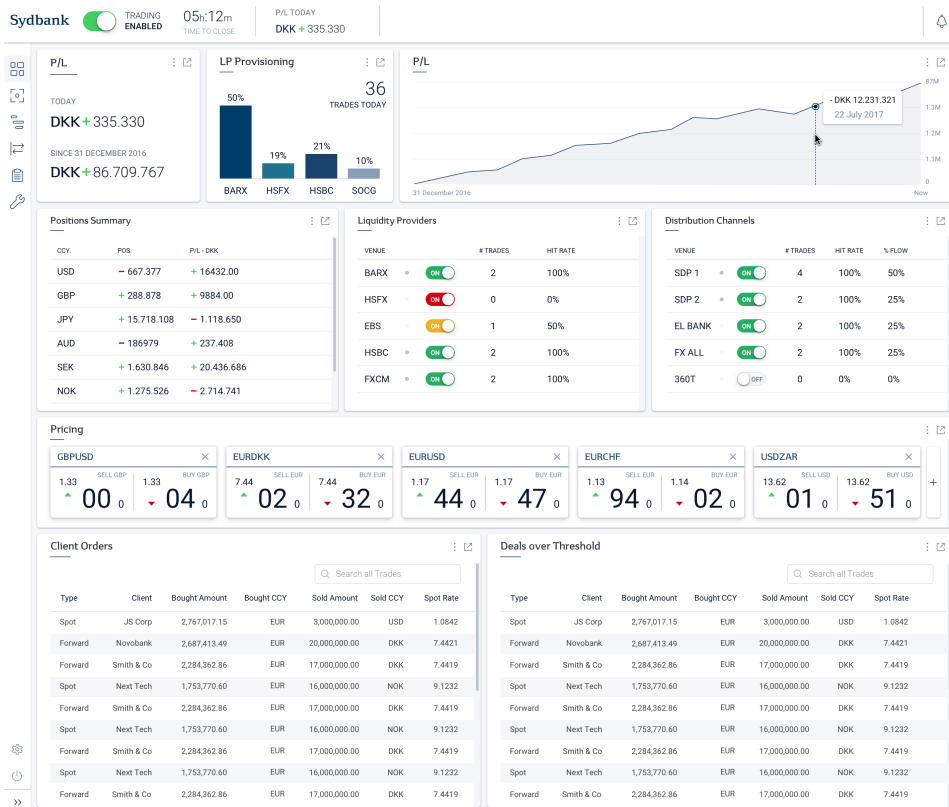 Sydbank
TRADING
ENABLED
05h:12m
TIME TO CLOSE
P/L TODAY
DKK + 335.330
P/L
TODAY
DKK+335.330
SINCE 31 DECEMBER 2016
DKK+86.709.767
LP Provisioning
36
TRADES TODAY
50%
19%
21%
10%
BARX HSFX HSBC SOCG
P/L
87M
- DKK 12.231.321
22 July 2017
1.3M
1.2M
1.1M
0
31 December 2016
Now
Positions Summary
CCY. POS. P/L - DKK
USD − 667.377 + 16432.00
GBP + 288.878 + 9884.00
JPY + 15.718.108 − 1.118.650
AUD − 186979 + 237.408
SEK + 1.630.846 + 20.436.686
NOK + 1.275.526 − 2.714.741
Liquidity Providers
VENUE # TRADES HIT RATE
BARX ON 2 100%
HSFX ON 0 0%
EBS ON 1 50%
HSBC ON 2 100%
FXCM ON 2 100%
Distribution Channels
VENUE # TRADES HIT RATE % FLOW
SDP 1 ON 4 100% 50%
SDP 2 ON 2 100% 25%
EL BANK ON 2 100% 25%
FX ALL ON 2 100% 25%
360T OFF 0 0% 0%
Pricing
GBPUSD
SELL GBP BUY GBP
1.33 00 0 1.33 04 0
EURDKK
SELL EUR BUY EUR
7.44 02 0 7.44 32 0
EURUSD
SELL EUR BUY EUR
1.17 44 0 1.17 47 0
EURCHF
SELL EUR BUY EUR
1.13 94 0 1.14 02 0
USDZAR
SELL USD BUY USD
13.62 01 0 13.62 51 0
+
Client Orders
Search all Trades
Type Client Bought Amount Bought CCY Sold Amount Sold CCY Spot Rate
Spot JS Corp 2,767,017.15 EUR 3,000,000.00 USD 1.0842
Forward Novobank 2,687,413.49 EUR 20,000,000.00 DKK 7.4421
Forward Smith & Co 2,284,362.86 EUR 17,000,000.00 DKK 7.4419
Spot Next Tech 1,753,770.60 EUR 16,000,000.00 NOK 9.1232
Forward Smith & Co 2,284,362.86 EUR 17,000,000.00 DKK 7.4419
Spot Next Tech 1,753,770.60 EUR 16,000,000.00 NOK 9.1232
Forward Smith & Co 2,284,362.86 EUR 17,000,000.00 DKK 7.4419
Spot Next Tech 1,753,770.60 EUR 16,000,000.00 NOK 9.1232
Forward Smith & Co 2,284,362.86 EUR 17,000,000.00 DKK 7.4419
Deals over Threshold
Search all Trades
Type Client Bought Amount Bought CCY Sold Amount Sold CCY Spot Rate
Spot JS Corp 2,767,017.15 EUR 3,000,000.00 USD 1.0842
Forward Novobank 2,687,413.49 EUR 20,000,000.00 DKK 7.4421
Forward Smith & Co 2,284,362.86 EUR 17,000,000.00 DKK 7.4419
Spot Next Tech 1,753,770.60 EUR 16,000,000.00 NOK 9.1232
Forward Smith & Co 2,284,362.86 EUR 17,000,000.00 DKK 7.4419
Spot Next Tech 1,753,770.60 EUR 16,000,000.00 NOK 9.1232
Forward Smith & Co 2,284,362.86 EUR 17,000,000.00 DKK 7.4419
Spot Next Tech 1,753,770.60 EUR 16,000,000.00 NOK 9.1232
Forward Smith & Co 2,284,362.86 EUR 17,000,000.00 DKK 7.4419